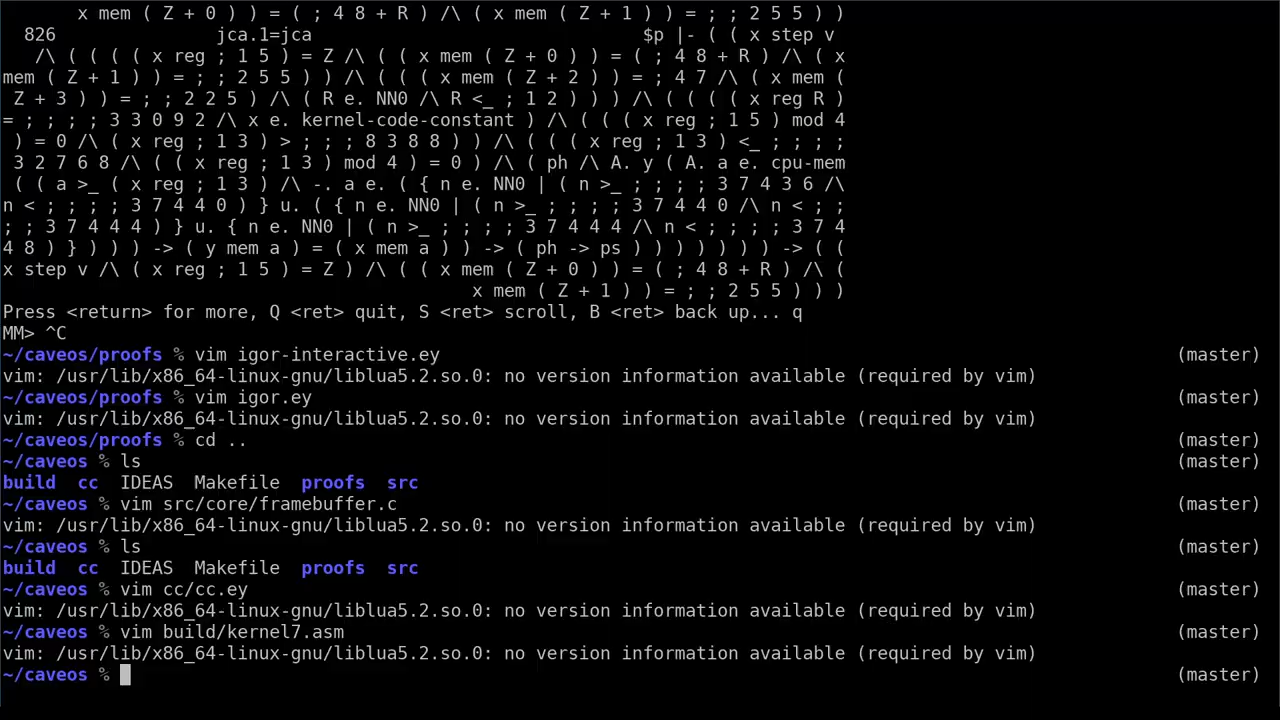 x mem ( Z + 0 ) ) = ( ; 4 8 + R ) /\ ( x mem ( Z + 1 ) ) = ; ; 2 5 5 ) )
826 jca.1=jca $p |- ( ( x step v
/\ ( ( ( ( x reg ; 1 5 ) = Z /\ ( ( x mem ( Z + 0 ) ) = ( ; 4 8 + R ) /\ ( x
mem ( Z + 1 ) ) = ; ; 2 5 5 ) ) /\ ( ( ( x mem ( Z + 2 ) ) = ; 4 7 /\ ( x mem (
Z + 3 ) ) = ; ; 2 2 5 ) /\ ( R e. NN0 /\ R <_ ; 1 2 ) ) ) /\ ( ( ( ( x reg R )
= ; ; ; ; 3 3 0 9 2 /\ x e. kernel-code-constant ) /\ ( ( ( x reg ; 1 5 ) mod 4
) = 0 /\ ( x reg ; 1 3 ) > ; ; ; 8 3 8 8 ) ) /\ ( ( ( x reg ; 1 3 ) <_ ; ; ; ;
3 2 7 6 8 /\ ( ( x reg ; 1 3 ) mod 4 ) = 0 ) /\ ( ph /\ A. y ( A. a e. cpu-mem
( ( a >_ ( x reg ; 1 3 ) /\ -. a e. ( { n e. NN0 | ( n >_ ; ; ; ; 3 7 4 3 6 /\
n < ; ; ; ; 3 7 4 4 0 ) } u. ( { n e. NN0 | ( n >_ ; ; ; ; 3 7 4 4 0 /\ n < ; ;
; ; 3 7 4 4 4 ) } u. { n e. NN0 | ( n >_ ; ; ; ; 3 7 4 4 4 /\ n < ; ; ; ; 3 7 4
4 8 ) } ) ) ) -> ( y mem a ) = ( x mem a ) ) -> ( ph -> ps ) ) ) ) ) ) ) -> ( (
x step v /\ ( x reg ; 1 5 ) = Z ) /\ ( ( x mem ( Z + 0 ) ) = ( ; 4 8 + R ) /\ (
x mem ( Z + 1 ) ) = ; ; 2 5 5 ) ) )
Press <return> for more, Q <ret> quit, S <ret> scroll, B <ret> back up... q
MM> ^C
~/caveos/proofs % vim igor-interactive.ey (master)
vim: /usr/lib/x86_64-linux-gnu/liblua5.2.so.0: no version information available (required by vim)
~/caveos/proofs % vim igor.ey (master)
vim: /usr/lib/x86_64-linux-gnu/liblua5.2.so.0: no version information available (required by vim)
~/caveos/proofs % cd .. (master)
~/caveos % ls (master)
build cc IDEAS Makefile proofs src
~/caveos % vim src/core/framebuffer.c (master)
vim: /usr/lib/x86_64-linux-gnu/liblua5.2.so.0: no version information available (required by vim)
~/caveos % ls (master)
build cc IDEAS Makefile proofs src
~/caveos % vim cc/cc.ey (master)
vim: /usr/lib/x86_64-linux-gnu/liblua5.2.so.0: no version information available (required by vim)
~/caveos % vim build/kernel7.asm (master)
vim: /usr/lib/x86_64-linux-gnu/liblua5.2.so.0: no version information available (required by vim)
~/caveos % (master)